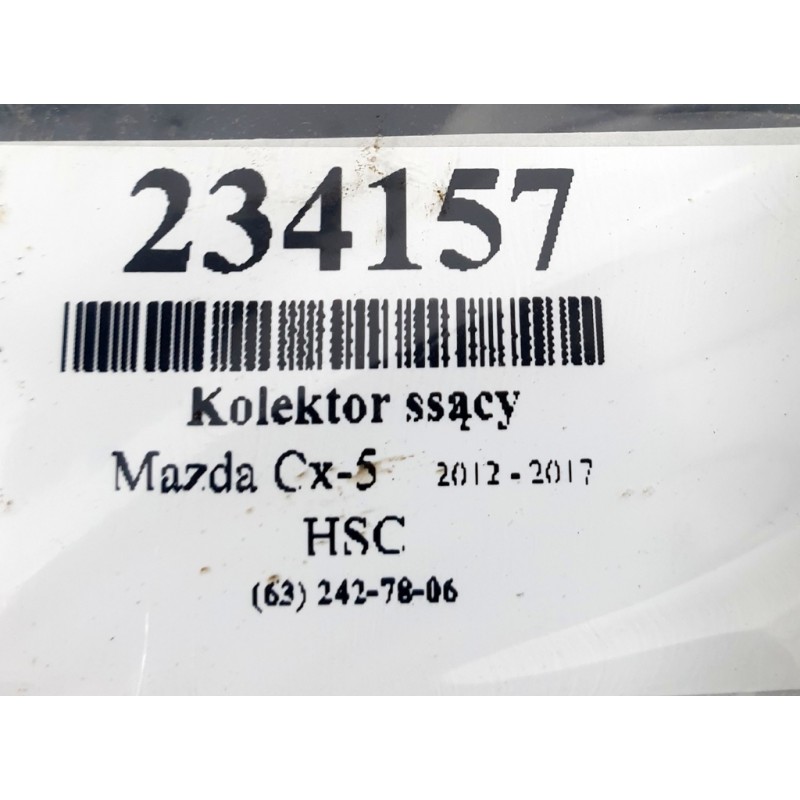 234157
Kolektor ssący
Mazda Cx-5 2012 - 2017
HSC
(63) 242-78-06